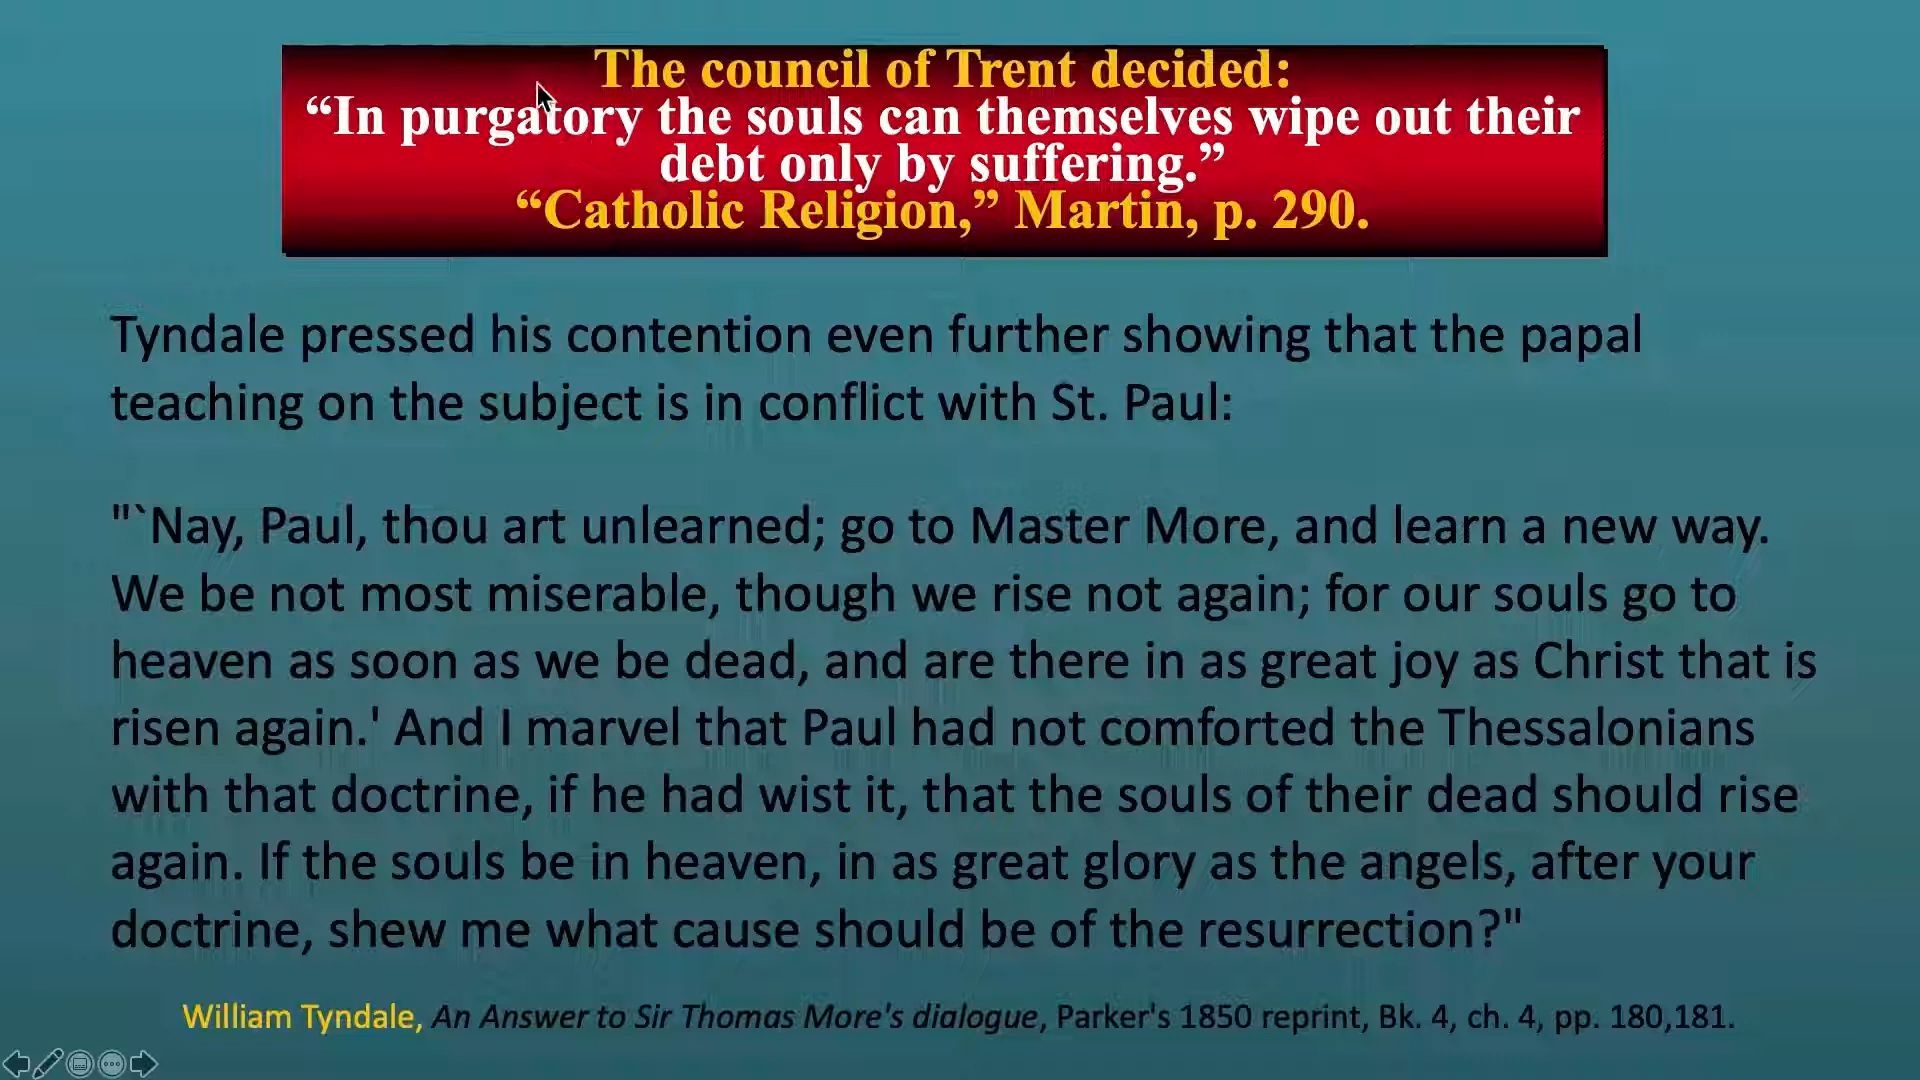 The council of Trent decided:
“In purgatory the souls can themselves wipe out their
debt only by suffering.”
“Catholic Religion,” Martin, p. 290.
Tyndale pressed his contention even further showing that the papal
teaching on the subject is in conflict with St. Paul:
"`Nay, Paul, thou art unlearned; go to Master More, and learn a new way.
We be not most miserable, though we rise not again; for our souls go to
heaven as soon as we be dead, and are there in as great joy as Christ that is
risen again.' And I marvel that Paul had not comforted the Thessalonians
with that doctrine, if he had wist it, that the souls of their dead should rise
again. If the souls be in heaven, in as great glory as the angels, after your
doctrine, shew me what cause should be of the resurrection?"
William Tyndale, An Answer to Sir Thomas More's dialogue, Parker's 1850 reprint, Bk. 4, ch. 4, pp. 180,181.